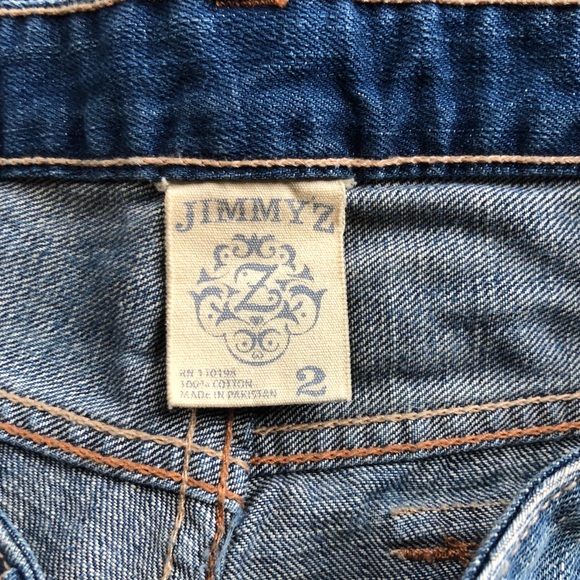 JIMMY'Z
Z
RN 110198
100% COTTON
MADE IN PAKISTAN
2